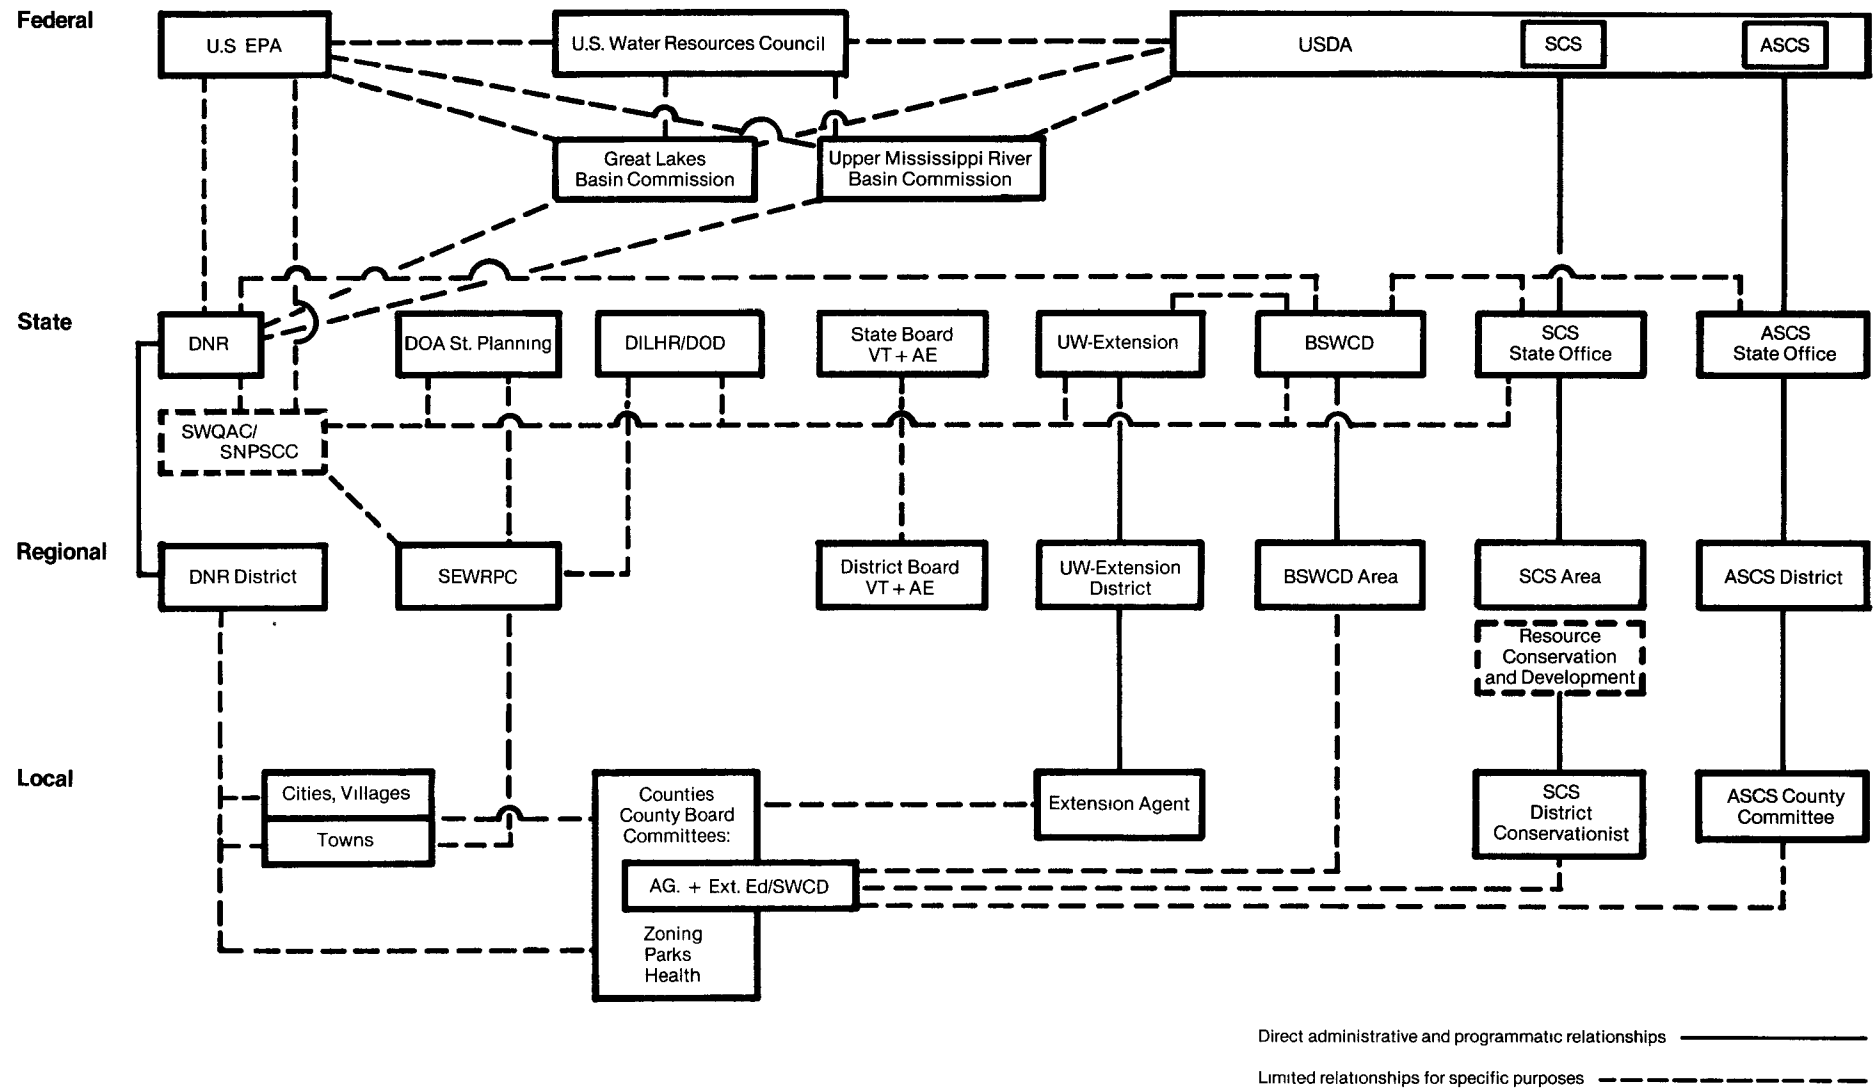 Federal
U.S EPA
U.S. Water Resources Council
USDA
SCS
ASCS
Great Lakes
Basin Commission
Upper Mississippi River
Basin Commission
State
DNR
DOA St. Planning
DILHR/DOD
State Board
VT + AE
UW-Extension
BSWCD
SCS
State Office
ASCS
State Office
SWQAC/
SNPSCC
Regional
DNR District
SEWRPC
District Board
VT + AE
UW-Extension
District
BSWCD Area
SCS Area
ASCS District
Resource
Conservation
and Development
Local
Cities, Villages
Towns
Counties
County Board
Committees:
AG. + Ext. Ed/SWCD
Zoning
Parks
Health
Extension Agent
SCS
District
Conservationist
ASCS County
Committee
Direct administrative and programmatic relationships
Limited relationships for specific purposes